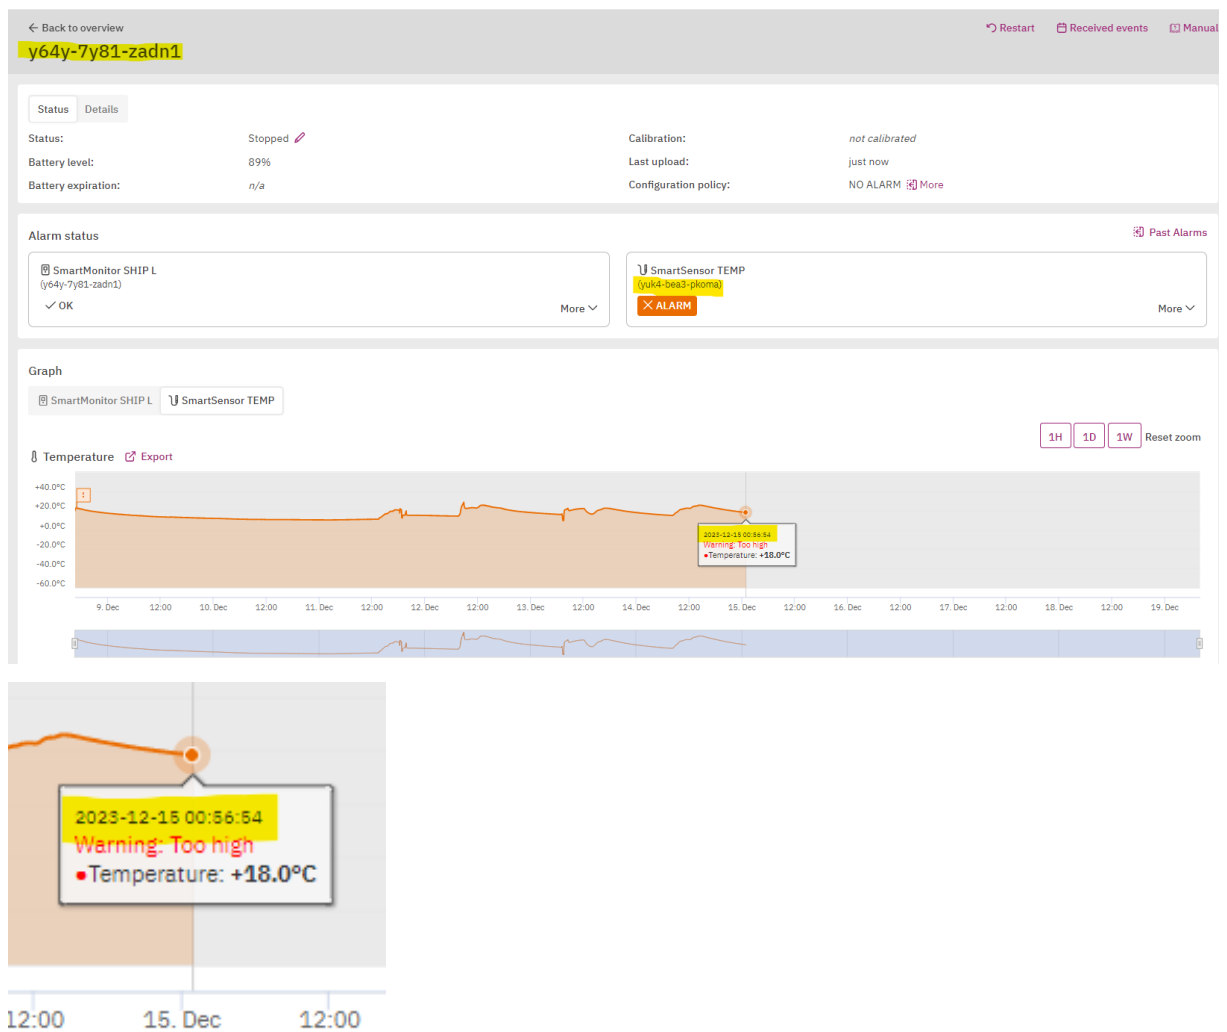 Back to overview
Restart Received events Manual
y64y-7y81-zadn1
Status Details
Status: Stopped Calibration: not calibrated
Battery level: 89% Last upload: just now
Battery expiration: n/a Configuration policy: NO ALARM More
Alarm status Past Alarms
SmartMonitor SHIP L
(y64y-7y81-zadn1)
OK More
SmartSensor TEMP
(yuk4-bea3-pkoma)
ALARM More
Graph
SmartMonitor SHIP L SmartSensor TEMP
1H 1D 1W Reset zoom
Temperature Export
+40.0°C
+20.0°C
+0.0°C
-20.0°C
-40.0°C
-60.0°C
2023-12-15 00:56:54
Warning: Too high
Temperature: +18.0°C
9. Dec 12:00 10. Dec 12:00 11. Dec 12:00 12. Dec 12:00 13. Dec 12:00 14. Dec 12:00 15. Dec 12:00 16. Dec 12:00 17. Dec 12:00 18. Dec 12:00 19. Dec
2023-12-15 00:56:54
Warning: Too high
Temperature: +18.0°C
12:00 15. Dec 12:00